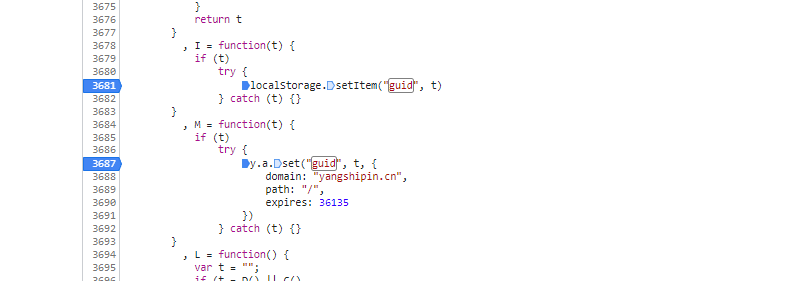 3675 }
3676 return t
3677 }
3678 , I = function(t) {
3679 if (t)
3680 try {
3681 localStorage.setItem("guid", t)
3682 } catch (t) {}
3683 }
3684 , M = function(t) {
3685 if (t)
3686 try {
3687 y.a.set("guid", t, {
3688 domain: "yangshipin.cn",
3689 path: "/",
3690 expires: 36135
3691 })
3692 } catch (t) {}
3693 }
3694 , L = function() {
3695 var t = "";
3696 if (t = D() || C()